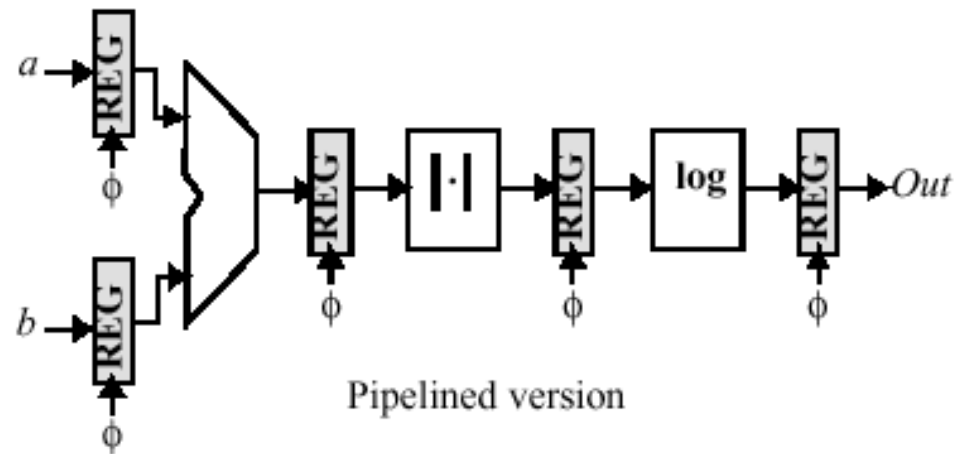 a
REG
ϕ
b
REG
ϕ
REG
ϕ
|·|
REG
ϕ
log
REG
ϕ
Out
Pipelined version